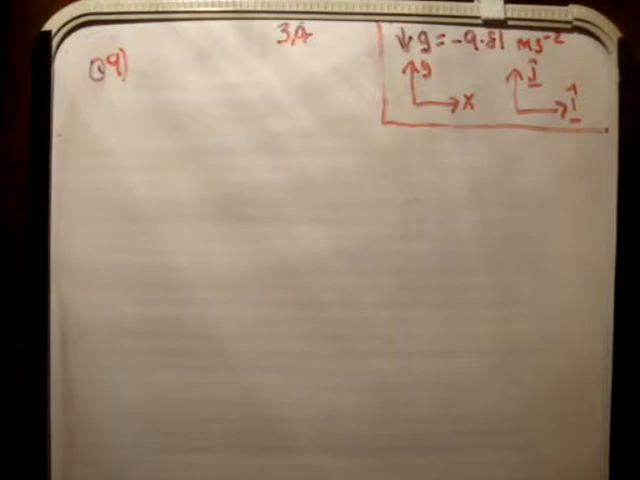 3A
↓ g = -9.81 ms⁻²
Q9)
y
ĵ
x
î